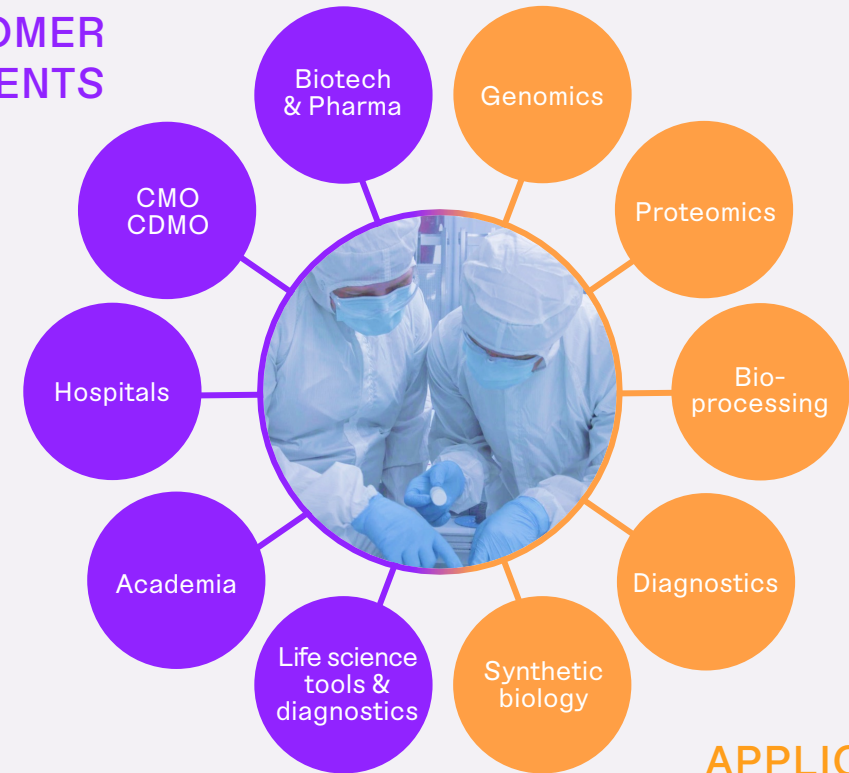 OMER
ENTS
Biotech
& Pharma
Genomics
CMO
CDMO
Proteomics
Hospitals
Bio-
processing
Academia
Diagnostics
Life science
tools &
diagnostics
Synthetic
biology
APPLIC